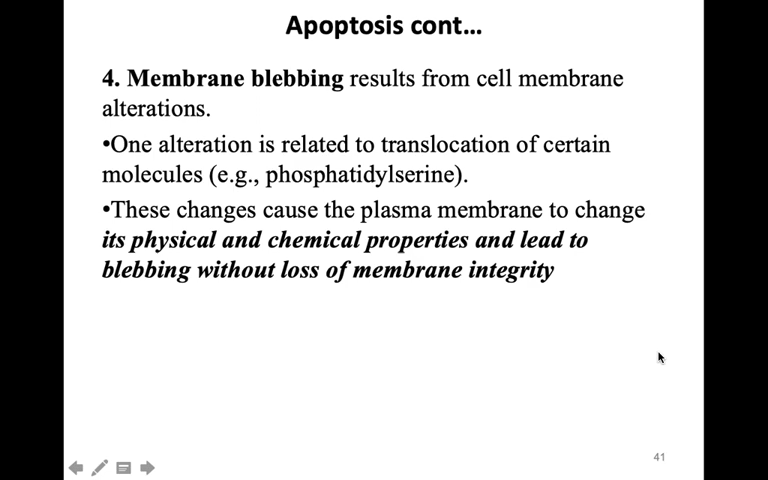 Apoptosis cont...
4. Membrane blebbing results from cell membrane
alterations.
•One alteration is related to translocation of certain
molecules (e.g., phosphatidylserine).
•These changes cause the plasma membrane to change
its physical and chemical properties and lead to
blebbing without loss of membrane integrity
41